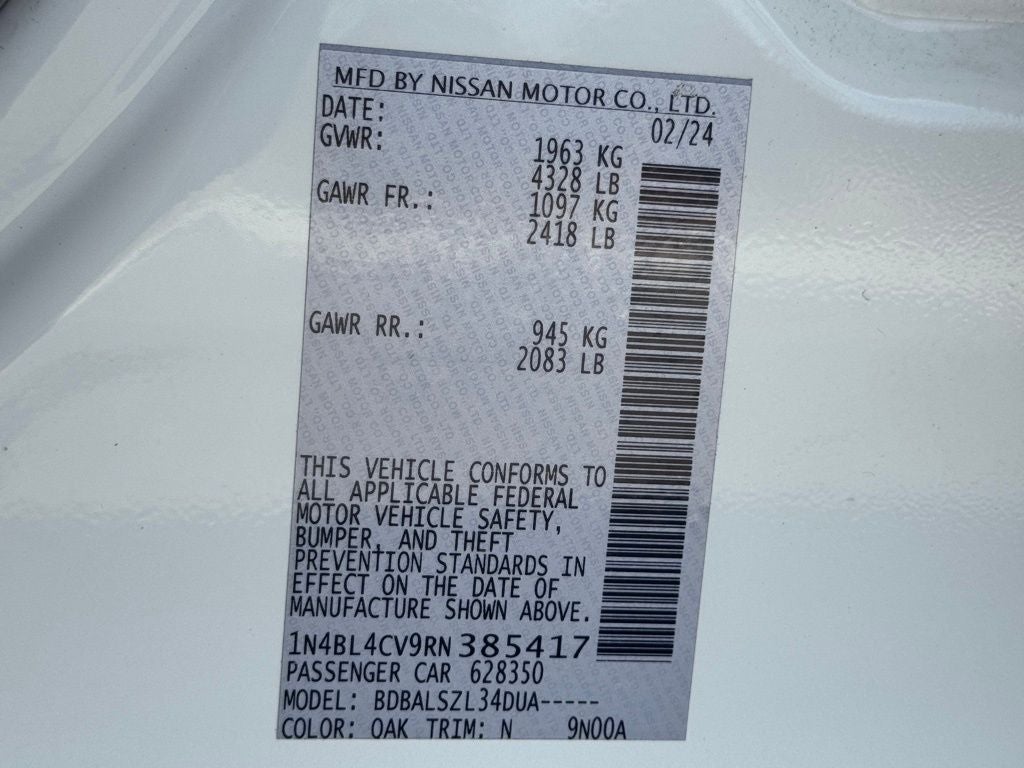 MFD BY NISSAN MOTOR CO., LTD.
DATE: 02/24
GVWR: 1963 KG
4328 LB
GAWR FR.: 1097 KG
2418 LB
GAWR RR.: 945 KG
2083 LB
THIS VEHICLE CONFORMS TO
ALL APPLICABLE FEDERAL
MOTOR VEHICLE SAFETY,
BUMPER, AND THEFT
PREVENTION STANDARDS IN
EFFECT ON THE DATE OF
MANUFACTURE SHOWN ABOVE.
1N4BL4CV9RN385417
PASSENGER CAR 628350
MODEL: BDBALSZL34DUA-----
COLOR: OAK TRIM: N 9N00A